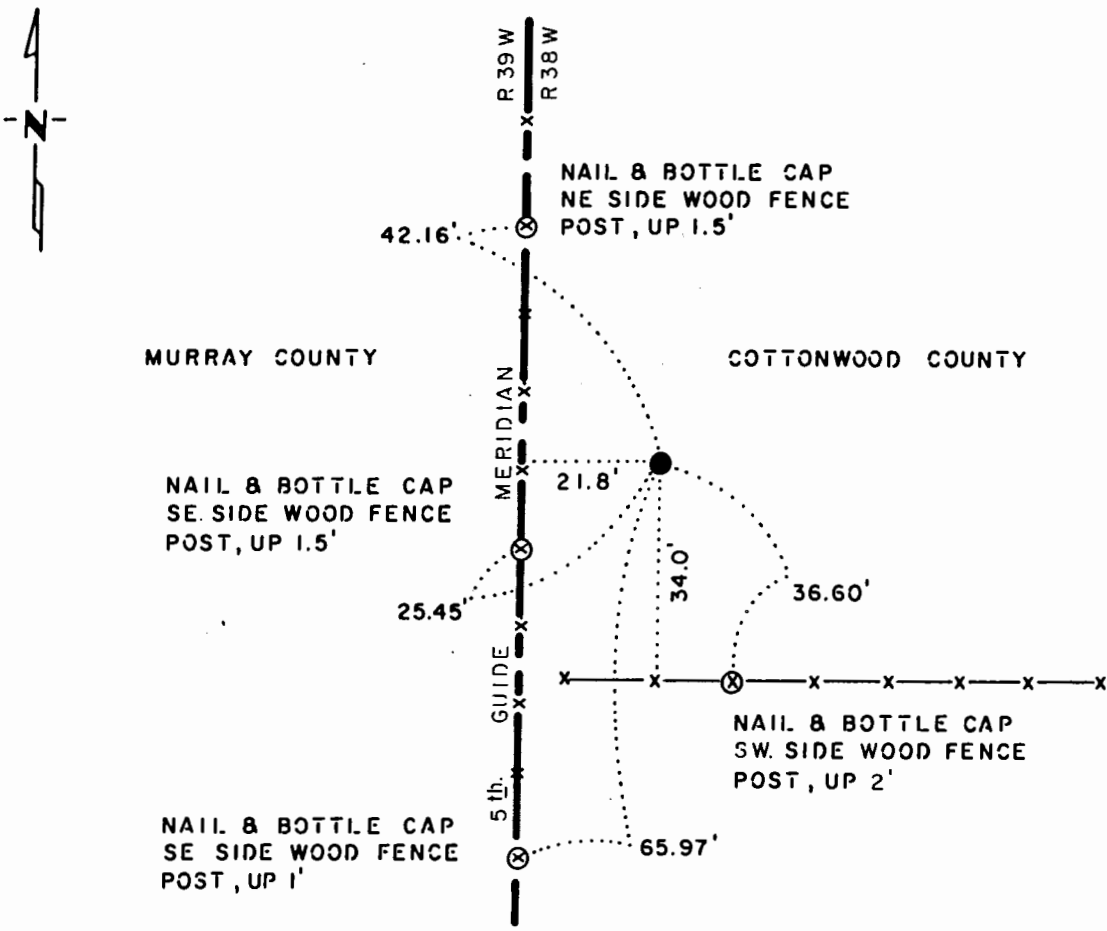 N
R 39 W
R 38 W
NAIL & BOTTLE CAP
NE SIDE WOOD FENCE
POST, UP 1.5'
42.16'
MURRAY COUNTY
COTTONWOOD COUNTY
5th. GUIDE MERIDIAN
21.8'
NAIL & BOTTLE CAP
SE. SIDE WOOD FENCE
POST, UP 1.5'
34.0'
36.60'
25.45'
NAIL & BOTTLE CAP
SW. SIDE WOOD FENCE
POST, UP 2'
NAIL & BOTTLE CAP
SE SIDE WOOD FENCE
POST, UP 1'
65.97'